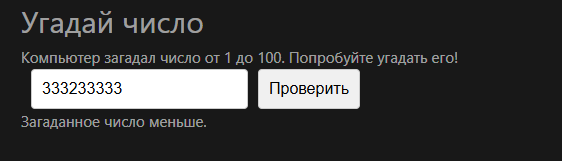 Угадай число
Компьютер загадал число от 1 до 100. Попробуйте угадать его!
333233333 Проверить
Загаданное число меньше.